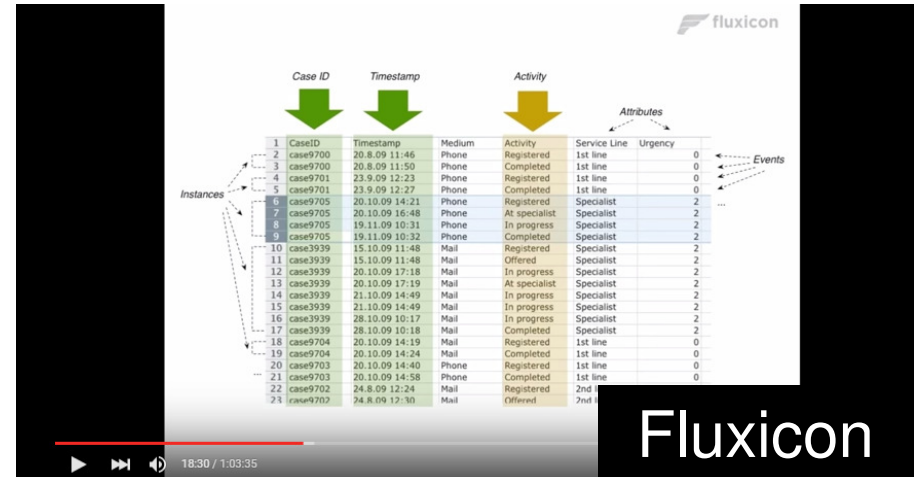 fluxicon
Case ID Timestamp Activity
Attributes
1 CaseID Timestamp Medium Activity Service Line Urgency
2 case9700 20.8.09 11:46 Phone Registered 1st line 0
3 case9700 20.8.09 11:50 Phone Completed 1st line 0
Events
4 case9701 23.9.09 12:23 Phone Registered 1st line 0
5 case9701 23.9.09 12:27 Phone Completed 1st line 0
Instances
6 case9705 20.10.09 14:21 Phone Registered Specialist 2 ...
7 case9705 20.10.09 16:48 Phone At specialist Specialist 2
8 case9705 19.11.09 10:31 Phone In progress Specialist 2
9 case9705 19.11.09 10:32 Phone Completed Specialist 2
10 case3939 15.10.09 11:48 Mail Registered Specialist 2
11 case3939 15.10.09 11:48 Mail Offered Specialist 2
12 case3939 20.10.09 17:18 Mail In progress Specialist 2
13 case3939 20.10.09 17:19 Mail At specialist Specialist 2
14 case3939 21.10.09 14:49 Mail In progress Specialist 2
15 case3939 21.10.09 14:49 Mail In progress Specialist 2
16 case3939 28.10.09 10:17 Mail In progress Specialist 2
17 case3939 28.10.09 10:18 Mail Completed Specialist 2
18 case9704 20.10.09 14:19 Mail Registered 1st line 0
19 case9704 20.10.09 14:24 Mail Completed 1st line 0
20 case9703 20.10.09 14:40 Phone Registered 1st line 0
... 21 case9703 20.10.09 14:58 Phone Completed 1st line 0
22 case9702 24.8.09 12:24 Mail Registered 2nd
23 case9702 24.8.09 12:30 Mail Offered 2nd
Fluxicon
18:30 / 1:03:35